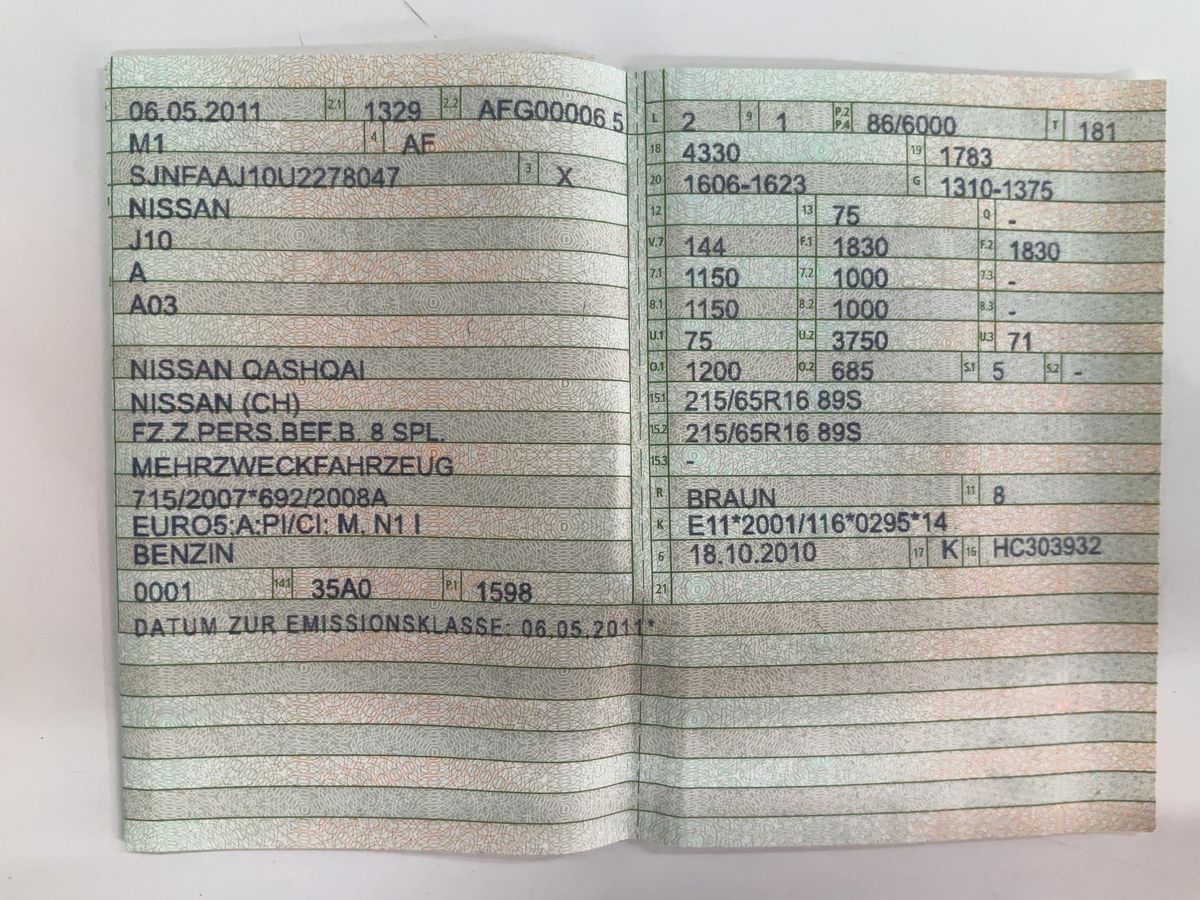 06.05.2011 2.1 1329 2.2 AFG00006 5
M1 4 AF
SJNFAAJ10U2278047 3 X
NISSAN
J10
A
A03
NISSAN QASHQAI
NISSAN (CH)
FZ.Z.PERS.BEF.B. 8 SPL.
MEHRZWECKFAHRZEUG
715/2007*692/2008A
EURO5;A;PI/CI; M, N1 I
BENZIN
0001 14.1 35A0 P.1 1598
DATUM ZUR EMISSIONSKLASSE: 06.05.2011*
L 2 9 1 P.2 P.4 86/6000 T 181
18 4330 19 1783
20 1606-1623 G 1310-1375
12 13 75 Q -
V.7 144 F.1 1830 F.2 1830
7.1 1150 7.2 1000 7.3 -
8.1 1150 8.2 1000 8.3 -
U.1 75 U.2 3750 U.3 71
O.1 1200 O.2 685 S.1 5 S.2 -
15.1 215/65R16 89S
15.2 215/65R16 89S
15.3 -
R BRAUN 11 8
K E11*2001/116*0295*14
6 18.10.2010 17 K 16 HC303932
21